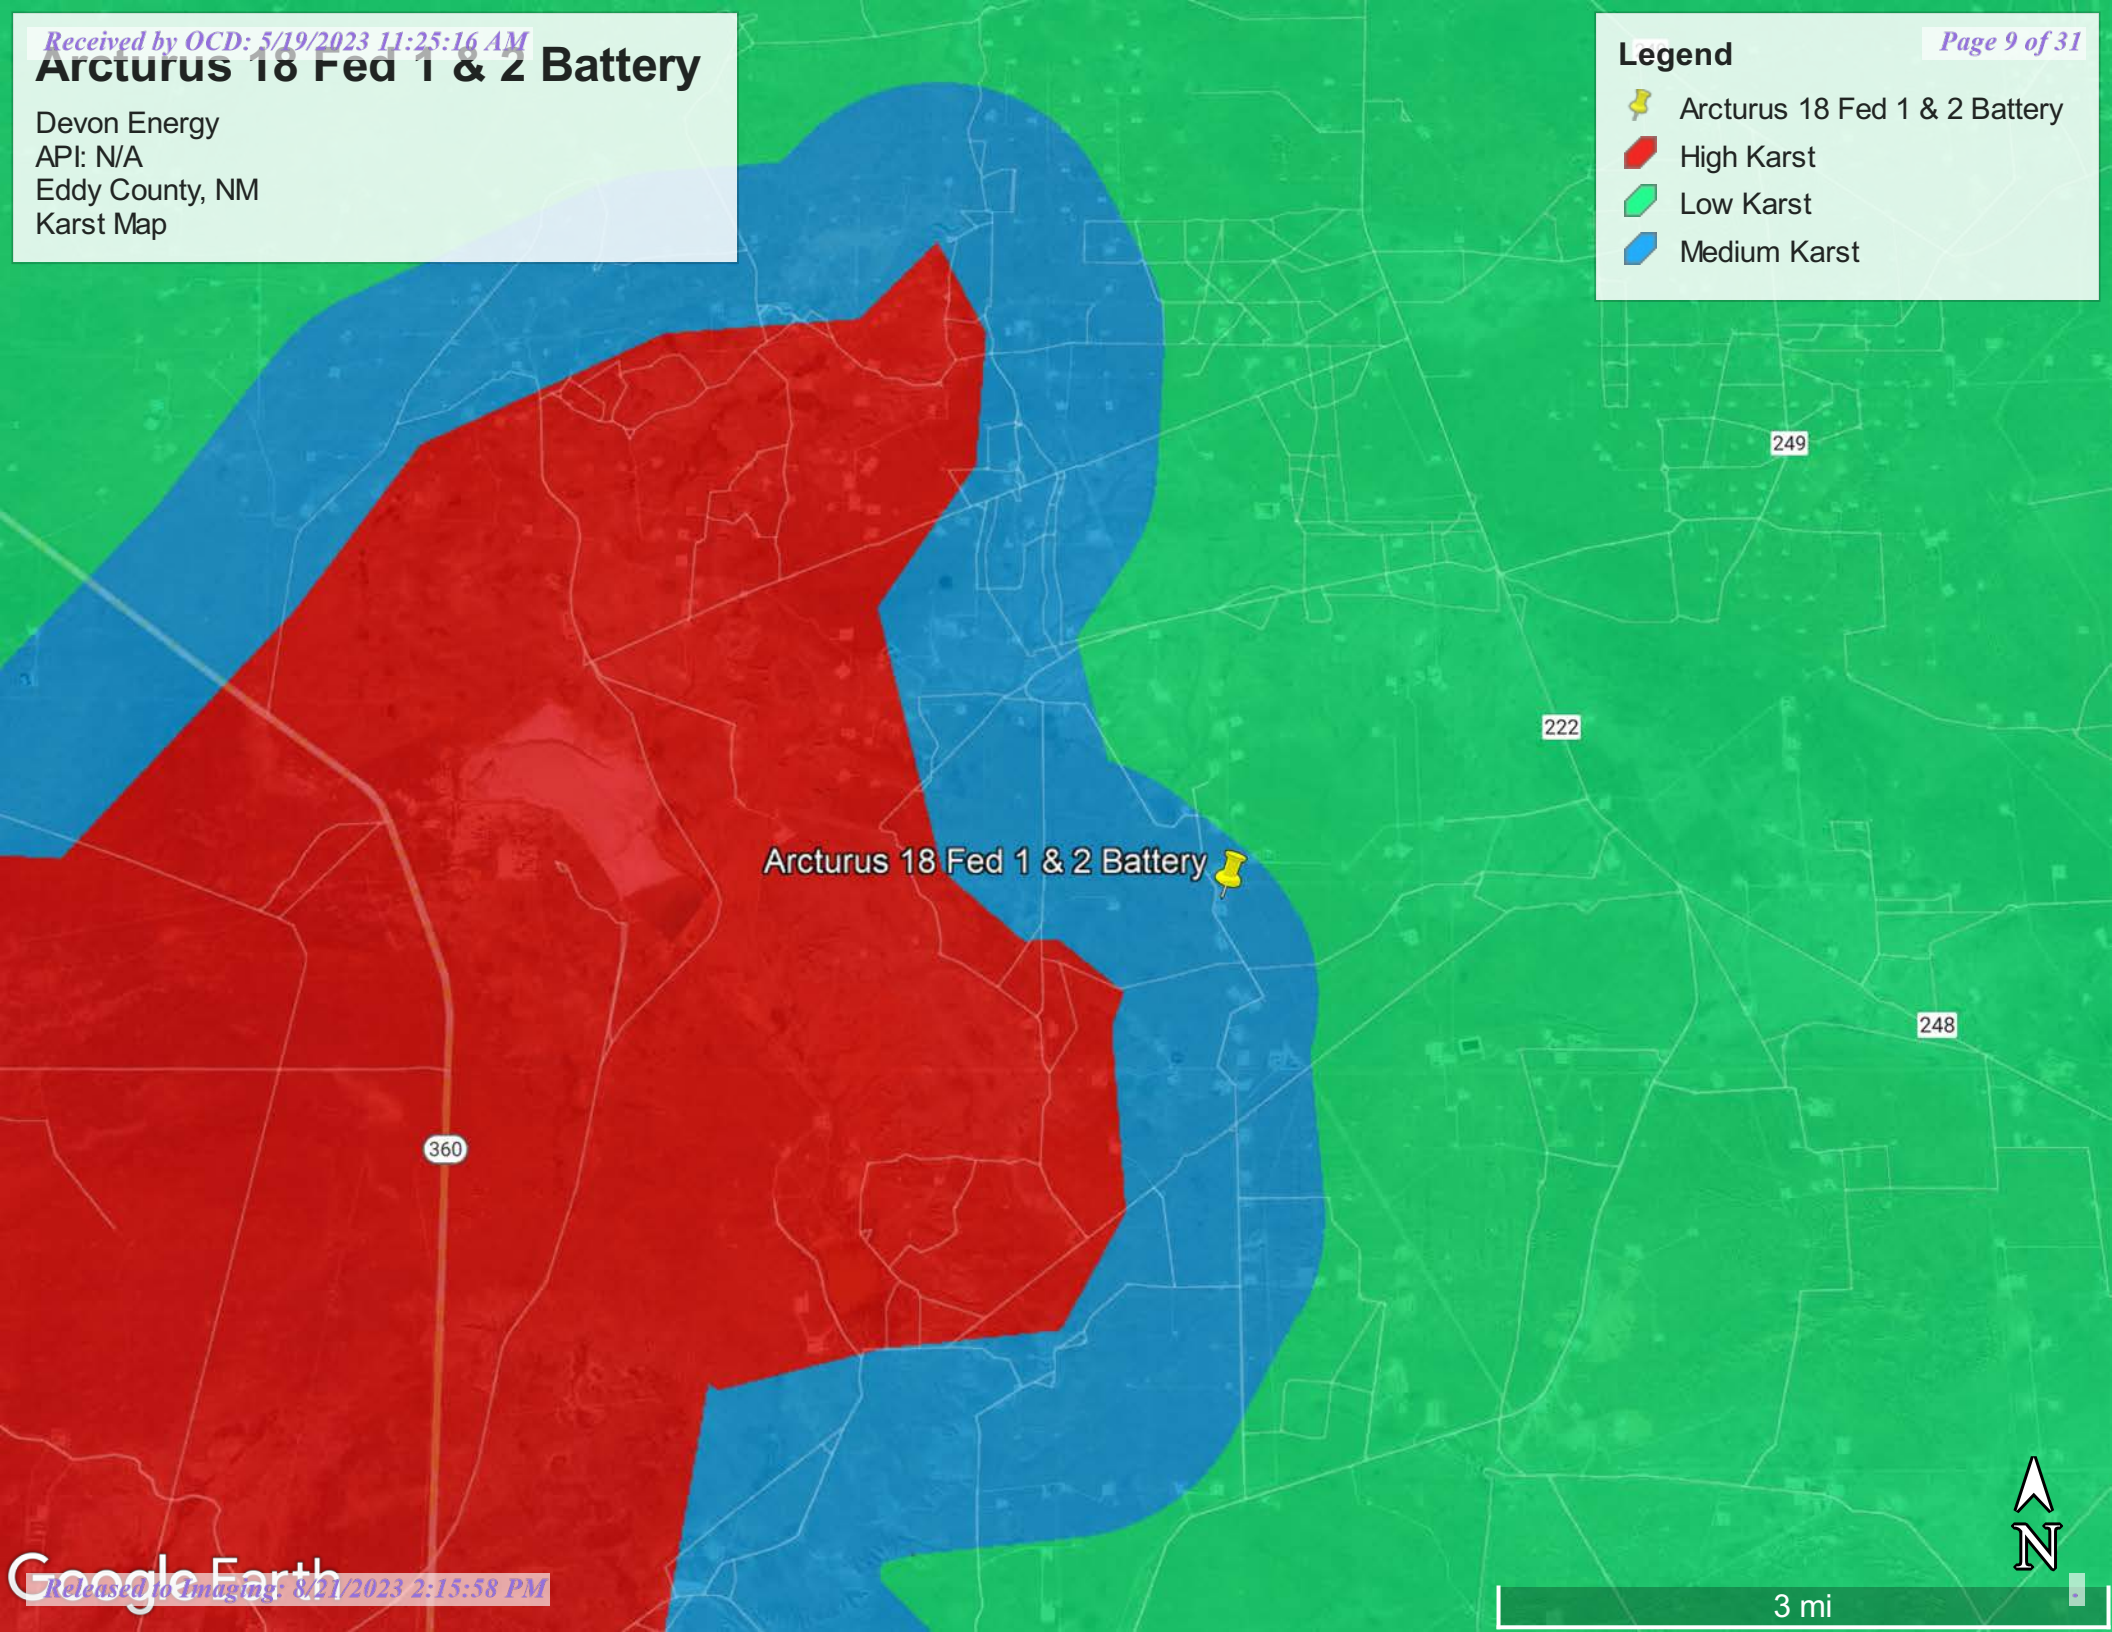 Received by OCD: 5/19/2023 11:25:16 AM
Arcturus 18 Fed 1 & 2 Battery
Devon Energy
API: N/A
Eddy County, NM
Karst Map
Page 9 of 31
Legend
Arcturus 18 Fed 1 & 2 Battery
High Karst
Low Karst
Medium Karst
249
222
Arcturus 18 Fed 1 & 2 Battery
248
360
N
Google Earth
Released to Imaging: 8/21/2023 2:15:58 PM
3 mi